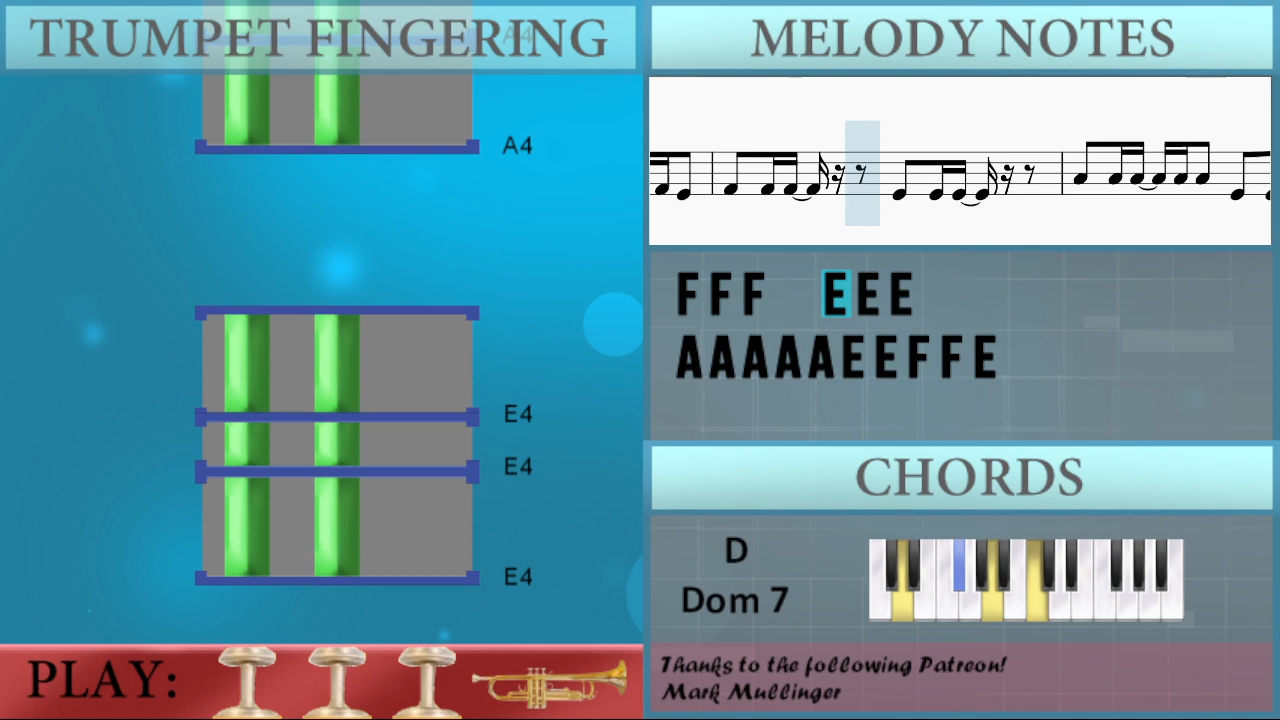 TRUMPET FINGERING
A4
A4
E4
E4
E4
PLAY:
MELODY NOTES
FFF EEE
AAAAAEEFFE
CHORDS
D
Dom 7
Thanks to the following Patreon!
Mark Mullinger